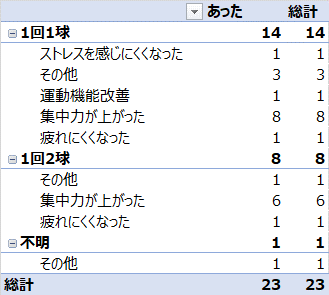 あった 総計
1回1球 14 14
ストレスを感じにくくなった 1 1
その他 3 3
運動機能改善 1 1
集中力が上がった 8 8
疲れにくくなった 1 1
1回2球 8 8
その他 1 1
集中力が上がった 6 6
疲れにくくなった 1 1
不明 1 1
その他 1 1
総計 23 23